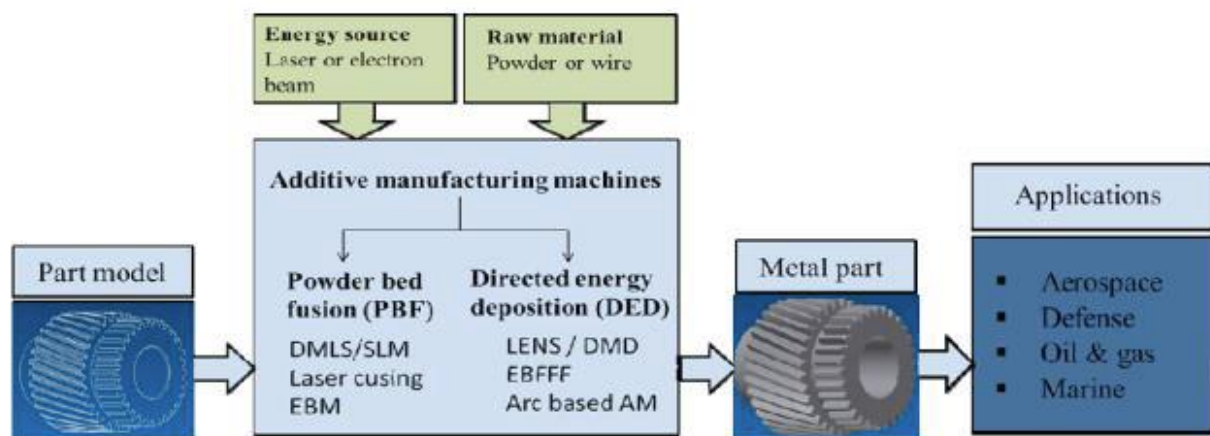 Energy source
Laser or electron
beam
Raw material
Powder or wire
Additive manufacturing machines
Powder bed
fusion (PBF)
DMLS/SLM
Laser cusing
EBM
Directed energy
deposition (DED)
LENS / DMD
EBFFF
Arc based AM
Part model
Metal part
Applications
▪ Aerospace
▪ Defense
▪ Oil & gas
▪ Marine